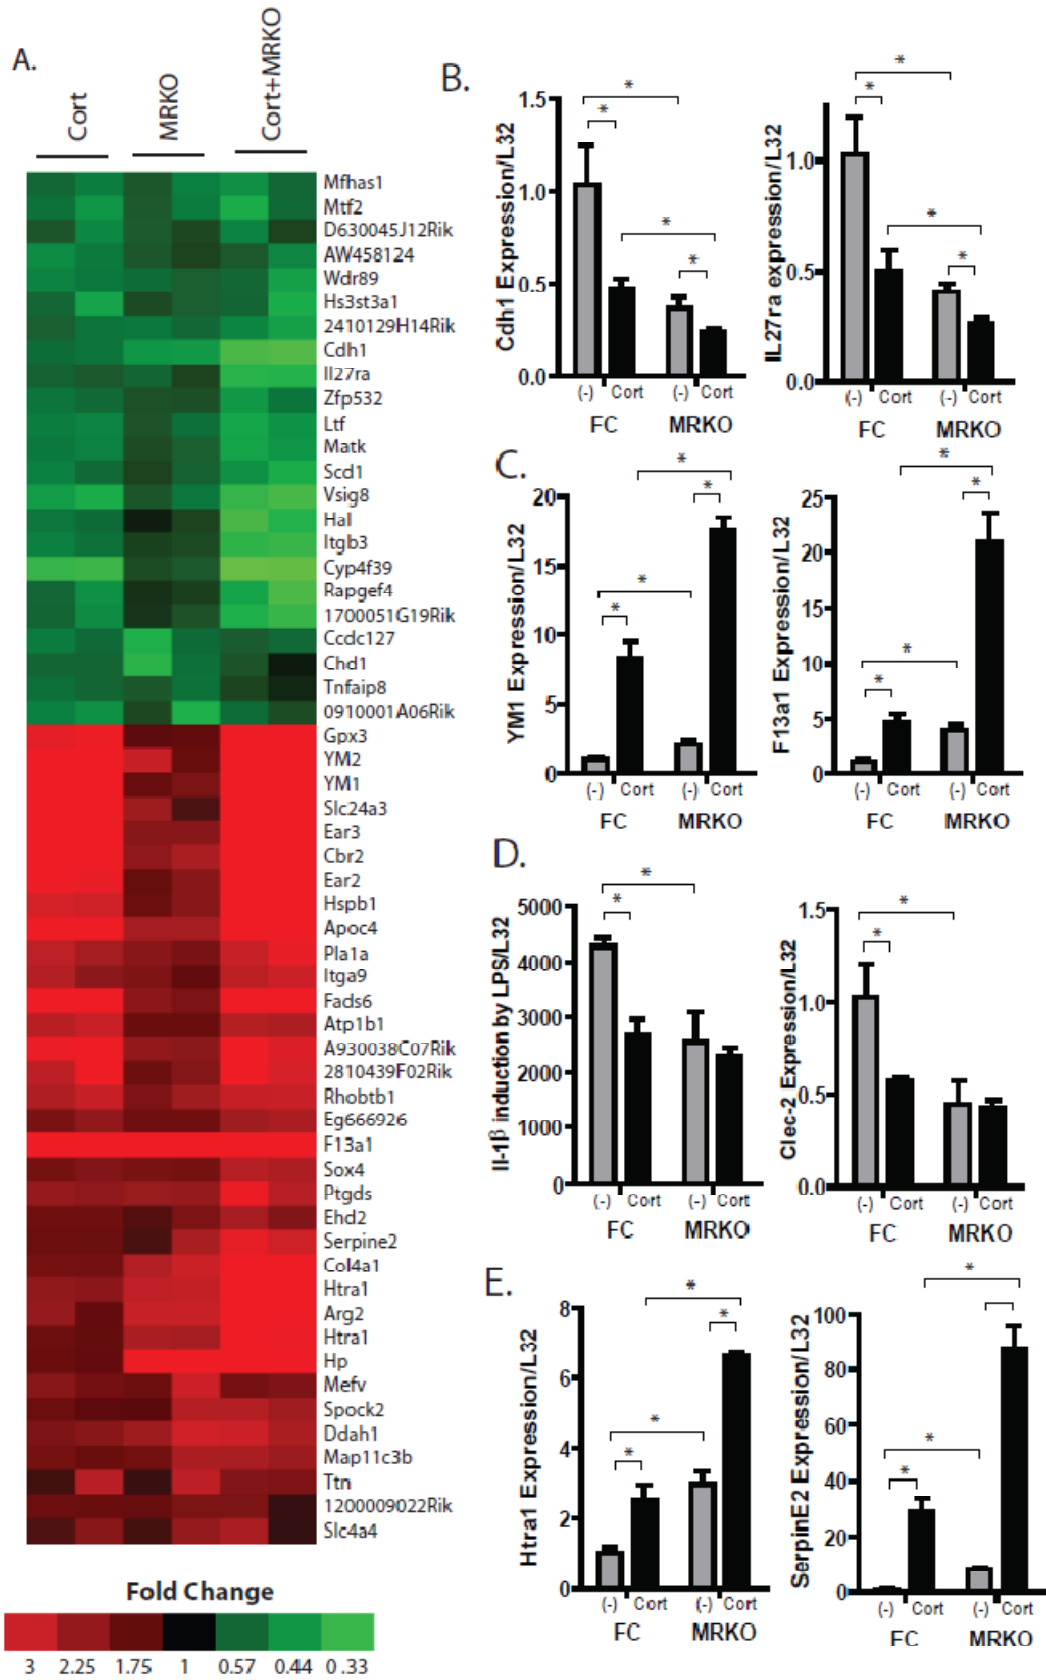 A.
Cort
MRKO
Cort+MRKO
Mfhas1
Mtf2
D630045J12Rik
AW458124
Wdr89
Hs3st3a1
2410129H14Rik
Cdh1
Il27ra
Zfp532
Ltf
Matk
Scd1
Vsig8
Hal
Itgb3
Cyp4f39
Rapgef4
1700051G19Rik
Ccdc127
Chd1
Tnfaip8
0910001A06Rik
Gpx3
YM2
YM1
Slc24a3
Ear3
Cbr2
Ear2
Hspb1
Apoc4
Pla1a
Itga9
Fads6
Atp1b1
A930038C07Rik
2810439F02Rik
Rhobtb1
Eg666926
F13a1
Sox4
Ptgds
Ehd2
Serpine2
Col4a1
Htra1
Arg2
Htra1
Hp
Mefv
Spock2
Ddah1
Map11c3b
Ttn
1200009022Rik
Slc4a4
Fold Change
3 2.25 1.75 1 0.57 0.44 0.33
B.
Cdh1 Expression/L32
1.5
1.0
0.5
0.0
* * * *
(-) Cort (-) Cort
FC MRKO
IL27ra expression/L32
1.0
0.5
0.0
* * * *
(-) Cort (-) Cort
FC MRKO
C.
YM1 Expression/L32
20
15
10
5
0
* * * *
(-) Cort (-) Cort
FC MRKO
F13a1 Expression/L32
25
20
15
10
5
0
* * * *
(-) Cort (-) Cort
FC MRKO
D.
Il-1β induction by LPS/L32
5000
4000
3000
2000
1000
0
* *
(-) Cort (-) Cort
FC MRKO
Clec-2 Expression/L32
1.5
1.0
0.5
0.0
* *
(-) Cort (-) Cort
FC MRKO
E.
Htra1 Expression/L32
8
6
4
2
0
* * * *
(-) Cort (-) Cort
FC MRKO
SerpinE2 Expression/L32
100
80
60
40
20
0
* * *
(-) Cort (-) Cort
FC MRKO